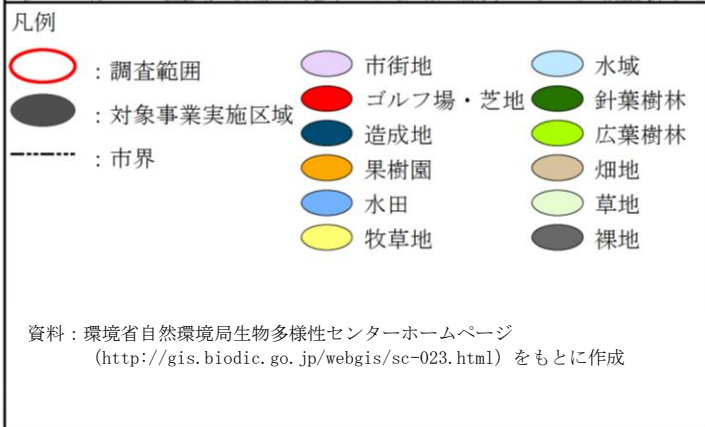 凡例
：調査範囲
：対象事業実施区域
：市界
市街地
ゴルフ場・芝地
造成地
果樹園
水田
牧草地
水域
針葉樹林
広葉樹林
畑地
草地
裸地
資料：環境省自然環境局生物多様性センターホームページ
(http://gis.biodic.go.jp/webgis/sc-023.html) をもとに作成